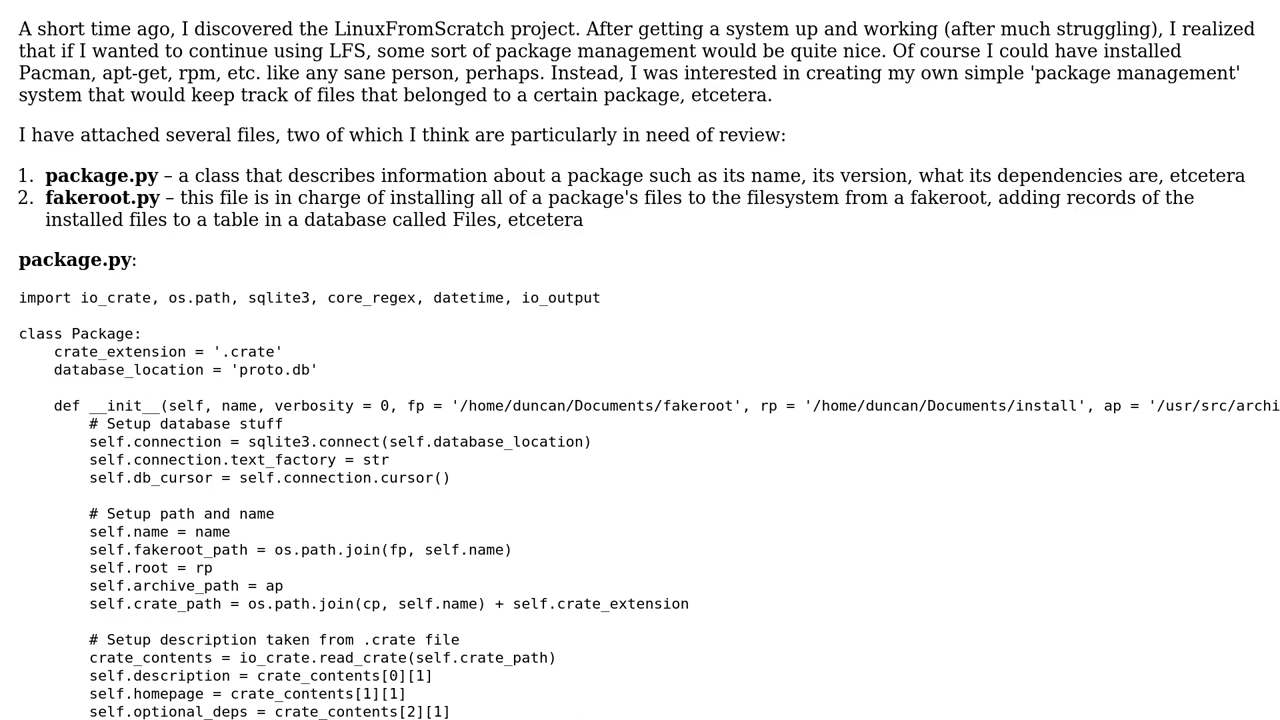 A short time ago, I discovered the LinuxFromScratch project. After getting a system up and working (after much struggling), I realized
that if I wanted to continue using LFS, some sort of package management would be quite nice. Of course I could have installed
Pacman, apt-get, rpm, etc. like any sane person, perhaps. Instead, I was interested in creating my own simple 'package management'
system that would keep track of files that belonged to a certain package, etcetera.

I have attached several files, two of which I think are particularly in need of review:

1. package.py – a class that describes information about a package such as its name, its version, what its dependencies are, etcetera
2. fakeroot.py – this file is in charge of installing all of a package's files to the filesystem from a fakeroot, adding records of the
installed files to a table in a database called Files, etcetera

package.py:

import io_crate, os.path, sqlite3, core_regex, datetime, io_output

class Package:
    crate_extension = '.crate'
    database_location = 'proto.db'

    def __init__(self, name, verbosity = 0, fp = '/home/duncan/Documents/fakeroot', rp = '/home/duncan/Documents/install', ap = '/usr/src/archi
        # Setup database stuff
        self.connection = sqlite3.connect(self.database_location)
        self.connection.text_factory = str
        self.db_cursor = self.connection.cursor()

        # Setup path and name
        self.name = name
        self.fakeroot_path = os.path.join(fp, self.name)
        self.root = rp
        self.archive_path = ap
        self.crate_path = os.path.join(cp, self.name) + self.crate_extension

        # Setup description taken from .crate file
        crate_contents = io_crate.read_crate(self.crate_path)
        self.description = crate_contents[0][1]
        self.homepage = crate_contents[1][1]
        self.optional_deps = crate_contents[2][1]